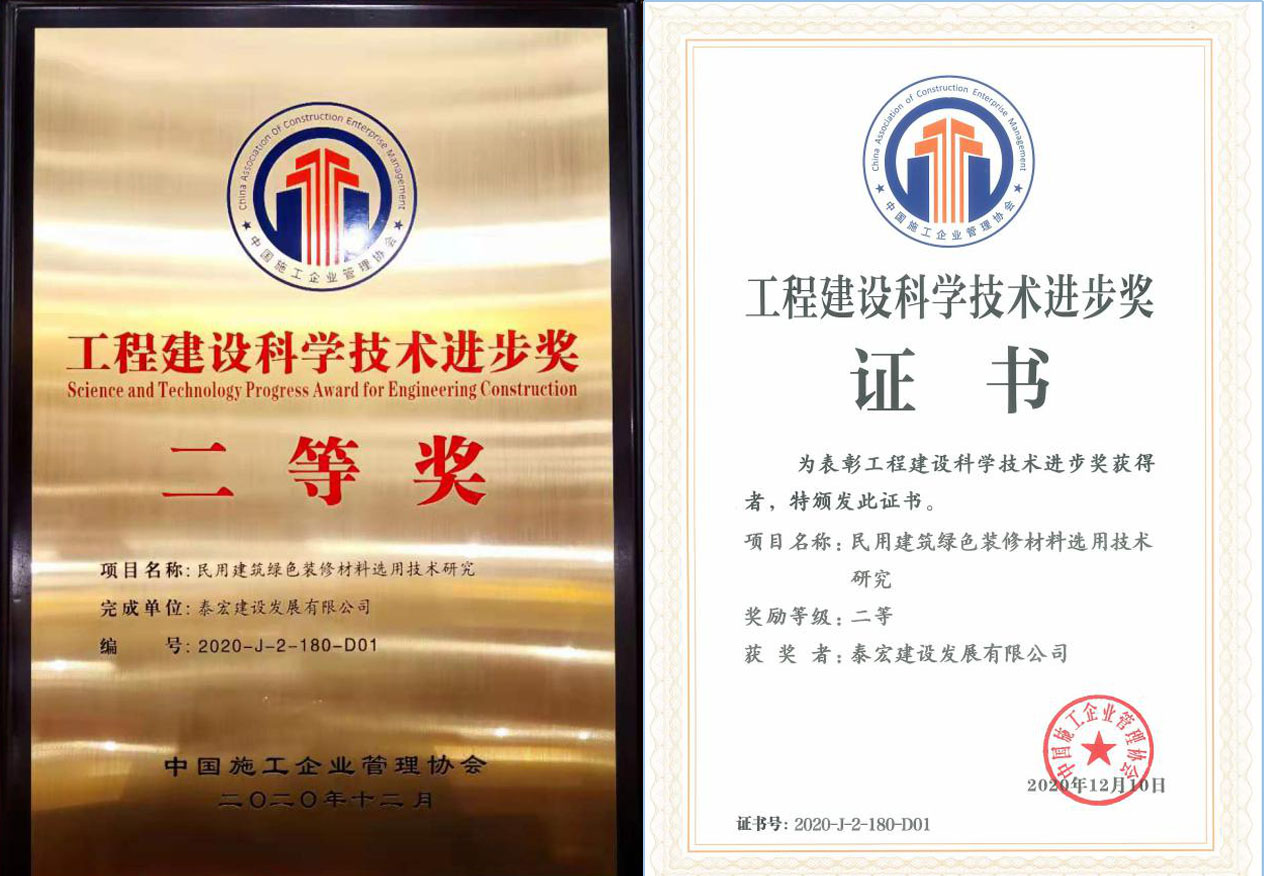 China Association Of Construction Enterprise Management
★中国施工企业管理协会★
工程建设科学技术进步奖
Science and Technology Progress Award for Engineering Construction
二等奖
项目名称:民用建筑绿色装修材料选用技术研究
完成单位:泰宏建设发展有限公司
编 号:2020-J-2-180-D01
中国施工企业管理协会
二〇二〇年十二月
China Association of Construction Enterprise Management
★中国施工企业管理协会★
工程建设科学技术进步奖
证 书
为表彰工程建设科学技术进步奖获得
者，特颁发此证书。
项目名称:民用建筑绿色装修材料选用技术
研究
奖励等级:二等
获 奖 者:泰宏建设发展有限公司
中国施工企业管理协会
2020年12月10日
证书号:2020-J-2-180-D01